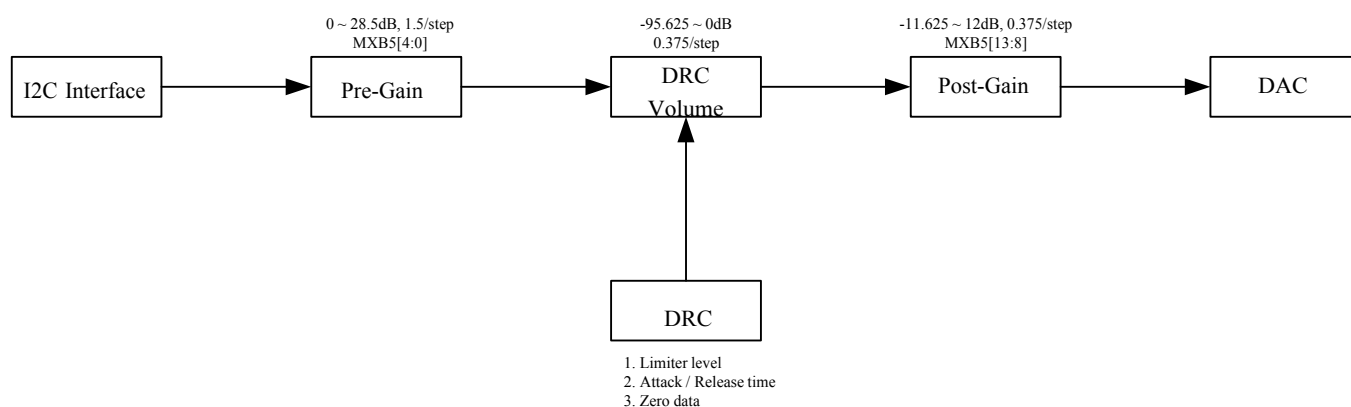 0 ~ 28.5dB, 1.5/step
MXB5[4:0]
-95.625 ~ 0dB
0.375/step
-11.625 ~ 12dB, 0.375/step
MXB5[13:8]
I2C Interface
Pre-Gain
DRC
Volume
Post-Gain
DAC
DRC
1. Limiter level
2. Attack / Release time
3. Zero data